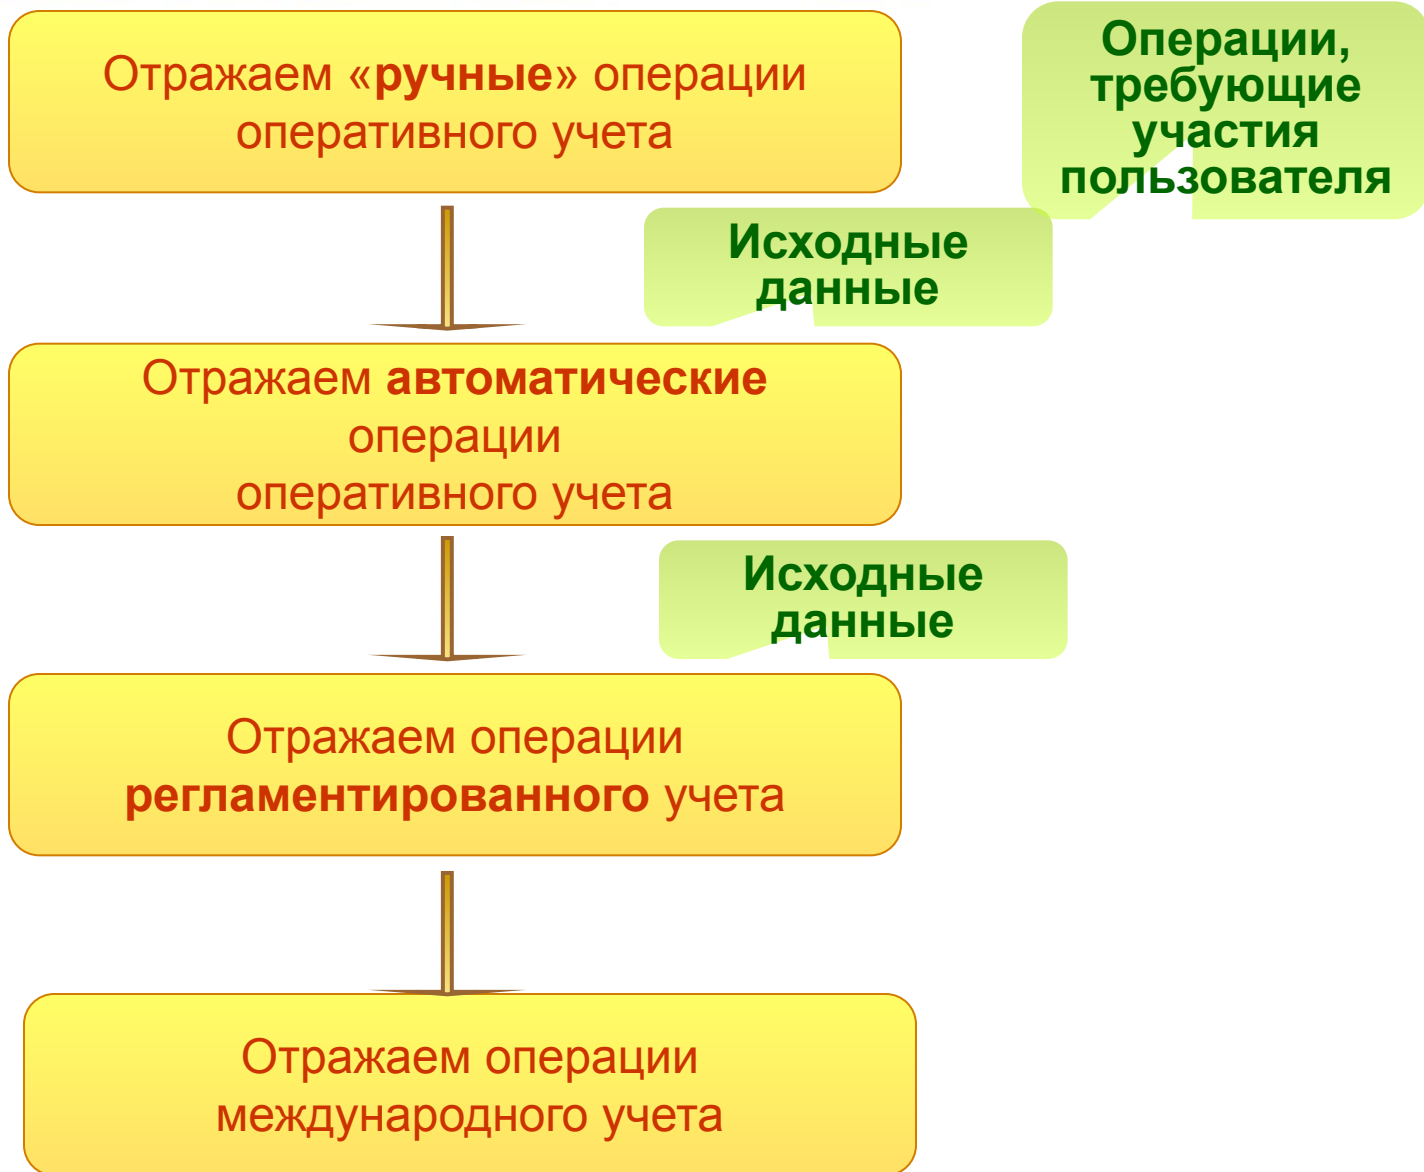 Отражаем «ручные» операции
оперативного учета
Операции,
требующие
участия
пользователя
Исходные
данные
Отражаем автоматические
операции
оперативного учета
Исходные
данные
Отражаем операции
регламентированного учета
Отражаем операции
международного учета